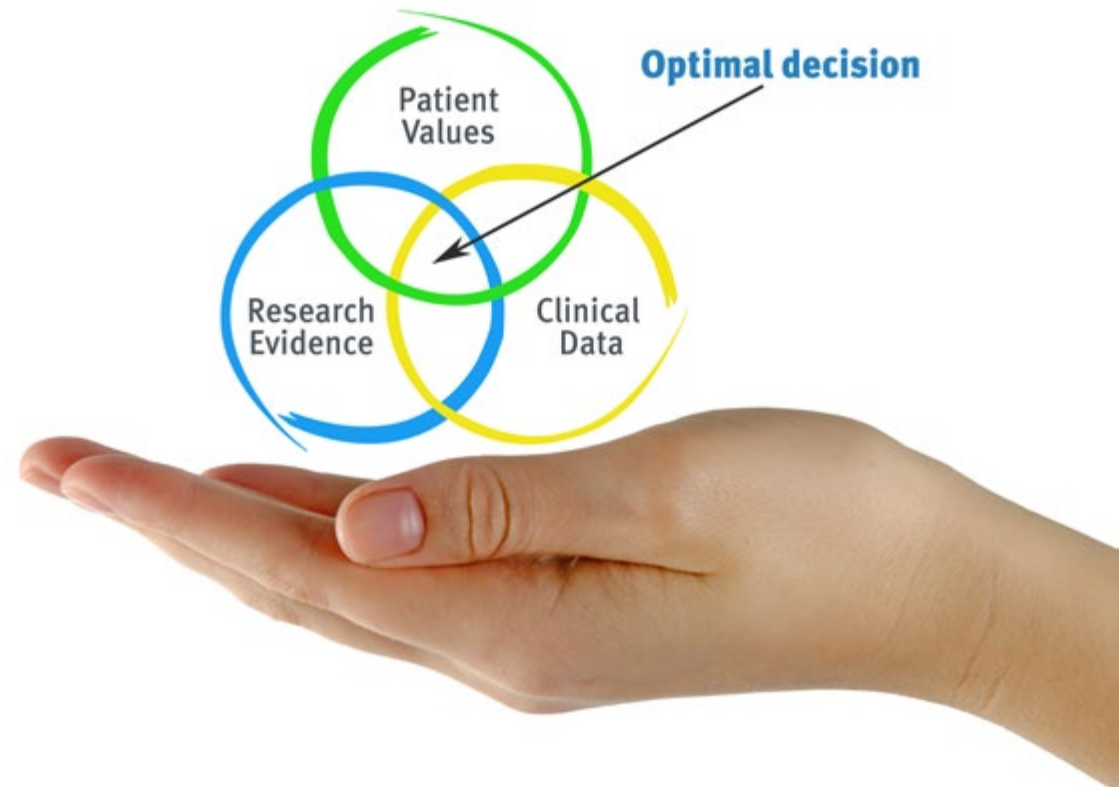 Optimal decision
Patient
Values
Research
Evidence
Clinical
Data